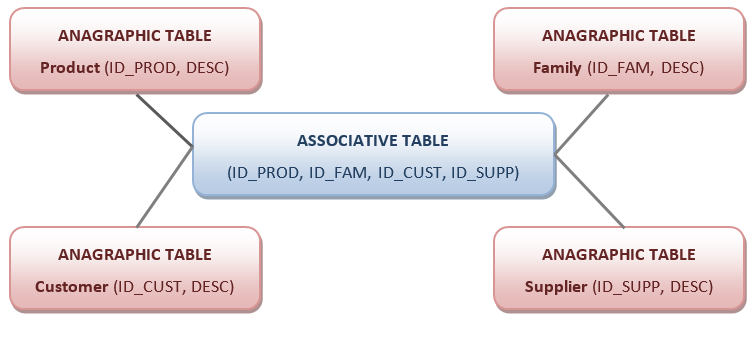 ANAGRAPHIC TABLE
Product (ID_PROD, DESC)
ANAGRAPHIC TABLE
Family (ID_FAM, DESC)
ASSOCIATIVE TABLE
(ID_PROD, ID_FAM, ID_CUST, ID_SUPP)
ANAGRAPHIC TABLE
Customer (ID_CUST, DESC)
ANAGRAPHIC TABLE
Supplier (ID_SUPP, DESC)